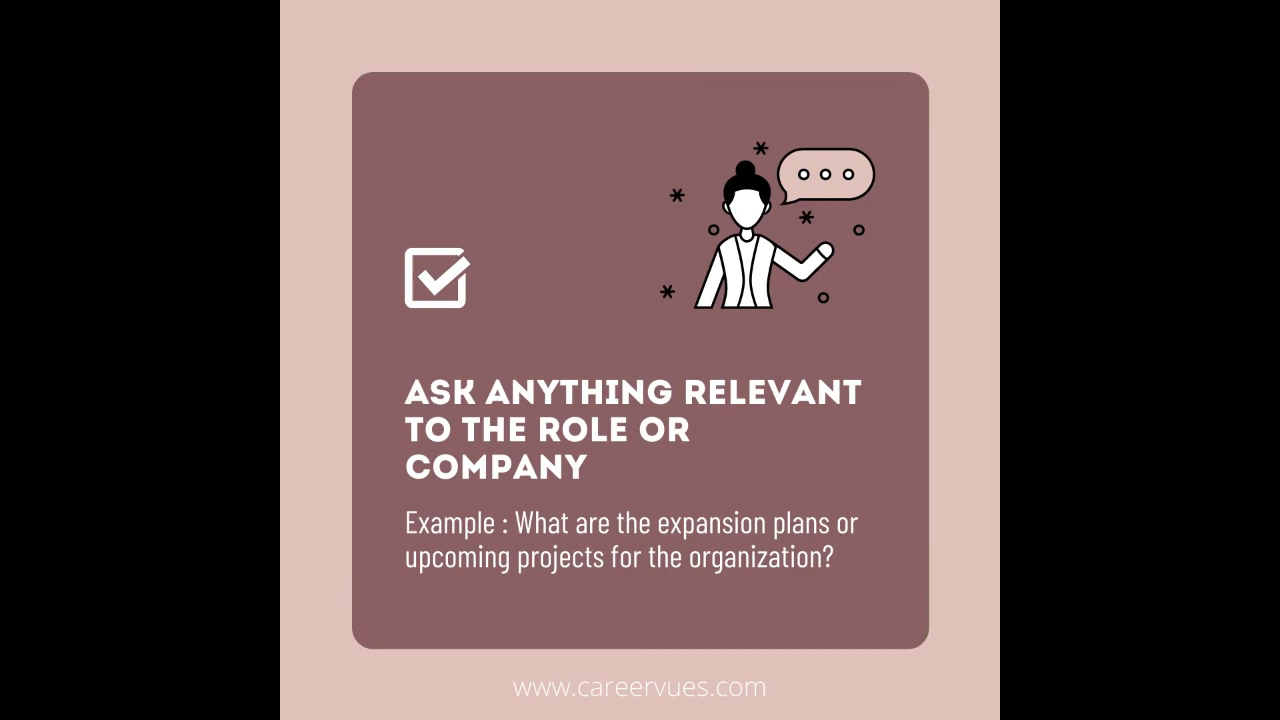 ASK ANYTHING RELEVANT
TO THE ROLE OR
COMPANY
Example : What are the expansion plans or
upcoming projects for the organization?
www.careervues.com